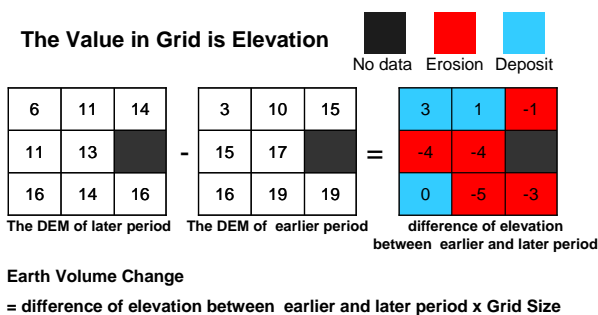 The Value in Grid is Elevation
No data Erosion Deposit
6 11 14 3 10 15 3 1 -1
11 13 - 15 17 = -4 -4
16 14 16 16 19 19 0 -5 -3
The DEM of later period The DEM of earlier period difference of elevation
between earlier and later period
Earth Volume Change
= difference of elevation between earlier and later period x Grid Size